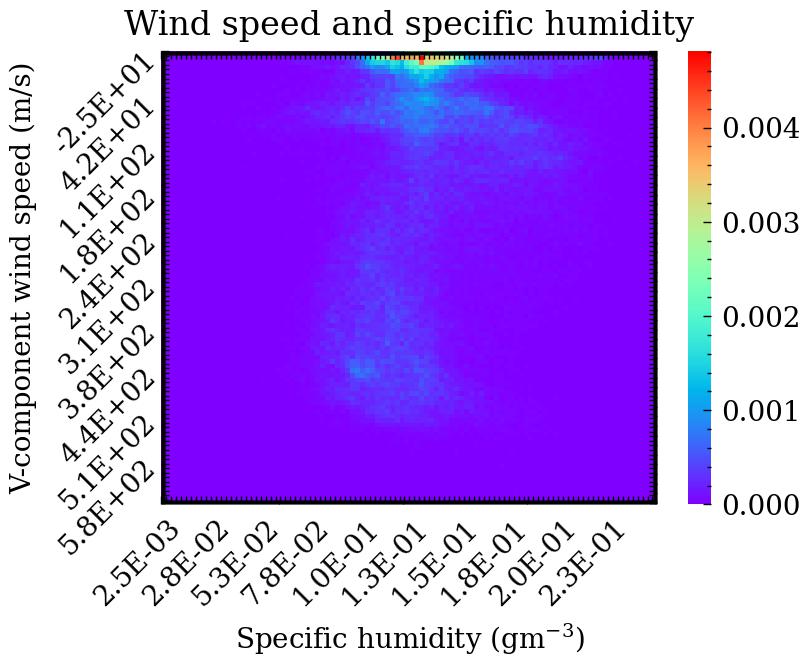 Wind speed and specific humidity
V-component wind speed (m/s)
-2.5E+01
4.2E+01
1.1E+02
1.8E+02
2.4E+02
3.1E+02
3.8E+02
4.4E+02
5.1E+02
5.8E+02
2.5E-03
2.8E-02
5.3E-02
7.8E-02
1.0E-01
1.3E-01
1.5E-01
1.8E-01
2.0E-01
2.3E-01
Specific humidity (gm⁻³)
0.004
0.003
0.002
0.001
0.000